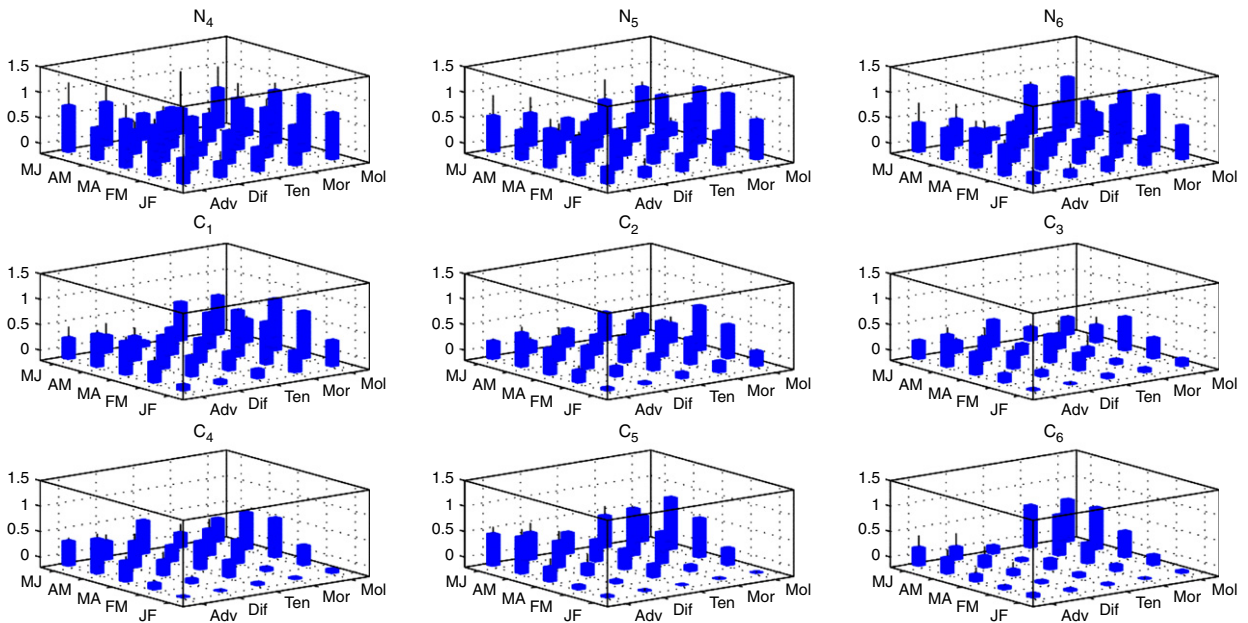 N4 N5 N6
1.5 1.5 1.5
1 1 1
0.5 0.5 0.5
0 0 0
MJ AM MA FM JF Adv Dif Ten Mor Mol MJ AM MA FM JF Adv Dif Ten Mor Mol MJ AM MA FM JF Adv Dif Ten Mor Mol
C1 C2 C3
1.5 1.5 1.5
1 1 1
0.5 0.5 0.5
0 0 0
MJ AM MA FM JF Adv Dif Ten Mor Mol MJ AM MA FM JF Adv Dif Ten Mor Mol MJ AM MA FM JF Adv Dif Ten Mor Mol
C4 C5 C6
1.5 1.5 1.5
1 1 1
0.5 0.5 0.5
0 0 0
MJ AM MA FM JF Adv Dif Ten Mor Mol MJ AM MA FM JF Adv Dif Ten Mor Mol MJ AM MA FM JF Adv Dif Ten Mor Mol